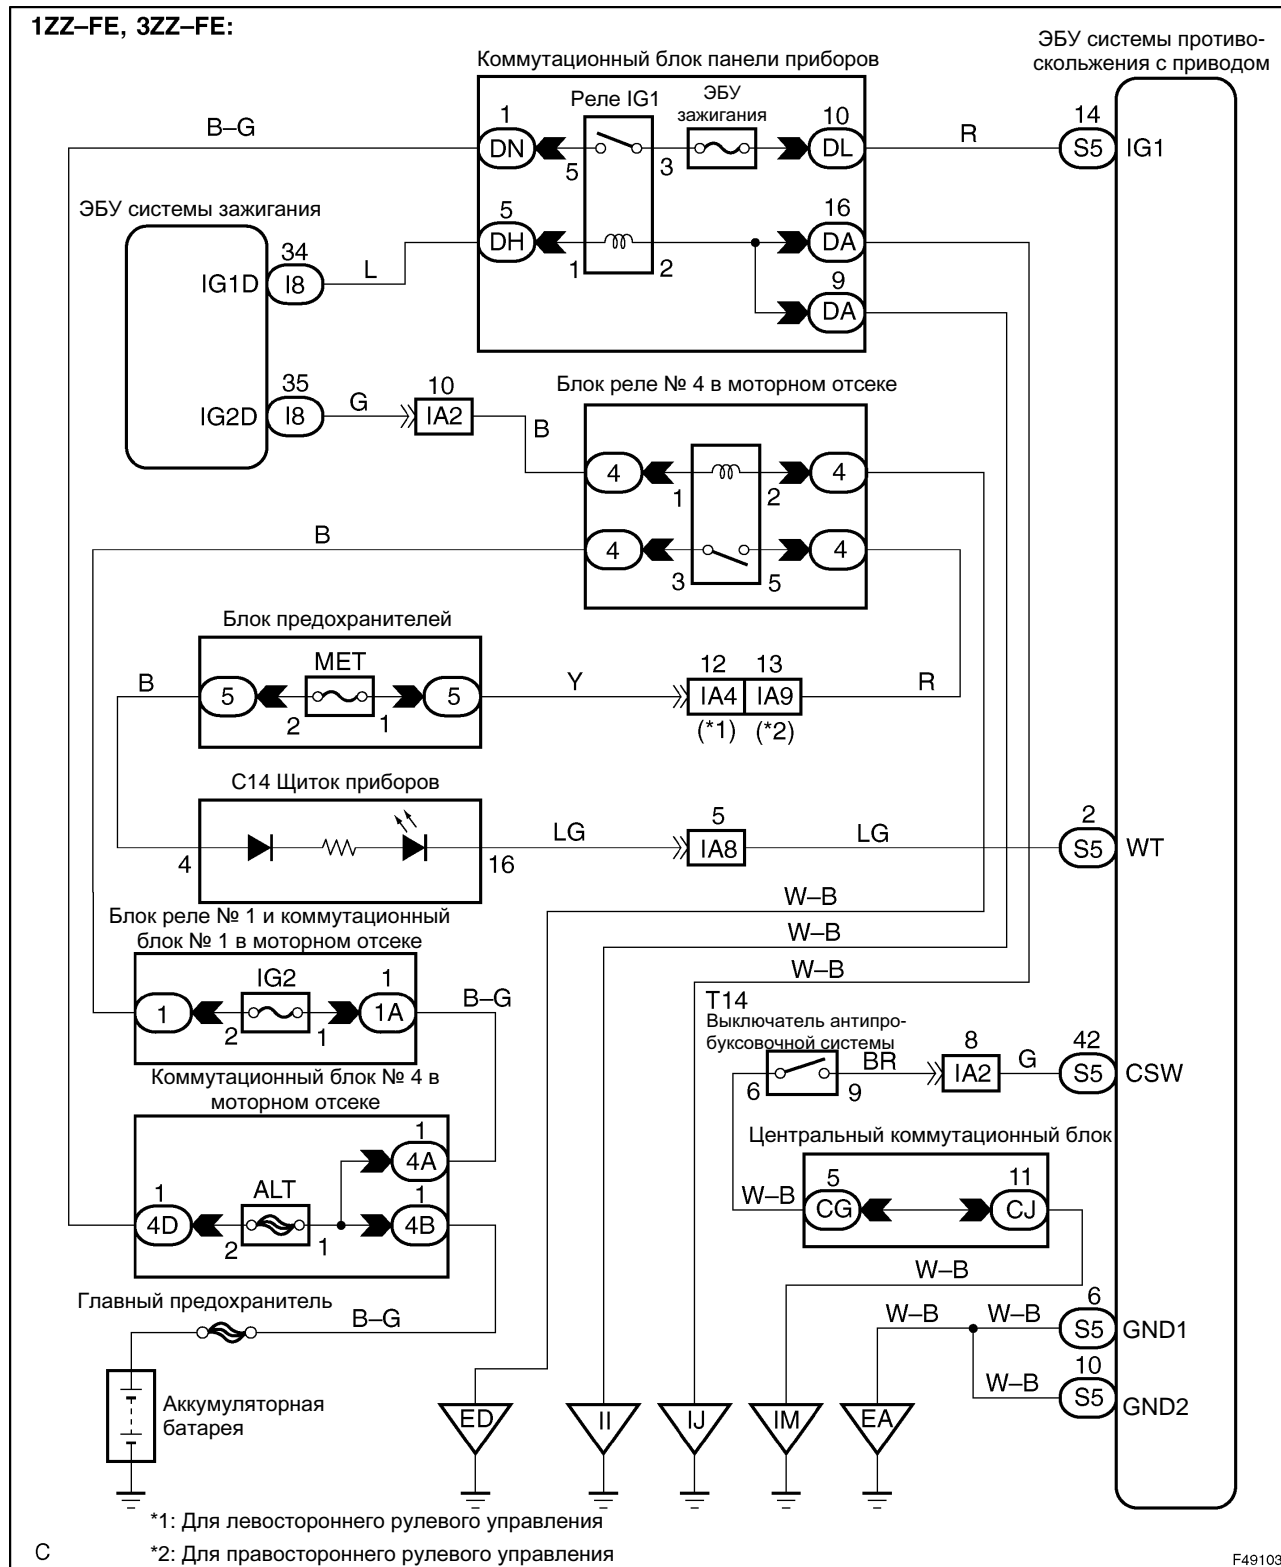 1ZZ–FE, 3ZZ–FE:
ЭБУ системы противо-
скольжения с приводом
Коммутационный блок панели приборов
Реле IG1
ЭБУ
зажигания
1
10
14
B–G
DN
DL
R
S5
IG1
5
3
ЭБУ системы зажигания
5
16
DH
DA
34
L
1
2
IG1D
I8
9
DA
Блок реле № 4 в моторном отсеке
35
10
IG2D
I8
G
IA2
B
4
4
1
2
B
4
4
3
5
Блок предохранителей
MET
12
13
B
5
5
Y
IA4
IA9
R
2
1
(*1)
(*2)
C14 Щиток приборов
5
2
LG
IA8
LG
S5
WT
4
16
W–B
Блок реле № 1 и коммутационный
блок № 1 в моторном отсеке
W–B
W–B
IG2
1
B–G
1
1A
2
1
T14
Выключатель антипро-
буксовочной системы
8
42
BR
IA2
G
S5
CSW
6
9
Коммутационный блок № 4 в
моторном отсеке
1
4A
Центральный коммутационный блок
1
ALT
1
5
11
4D
4B
W–B
CG
CJ
2
1
W–B
Главный предохранитель
B–G
6
W–B
W–B
S5
GND1
10
W–B
S5
GND2
Аккумуляторная
батарея
ED
II
IJ
IM
EA
*1: Для левостороннего рулевого управления
C
*2: Для правостороннего рулевого управления
F49103